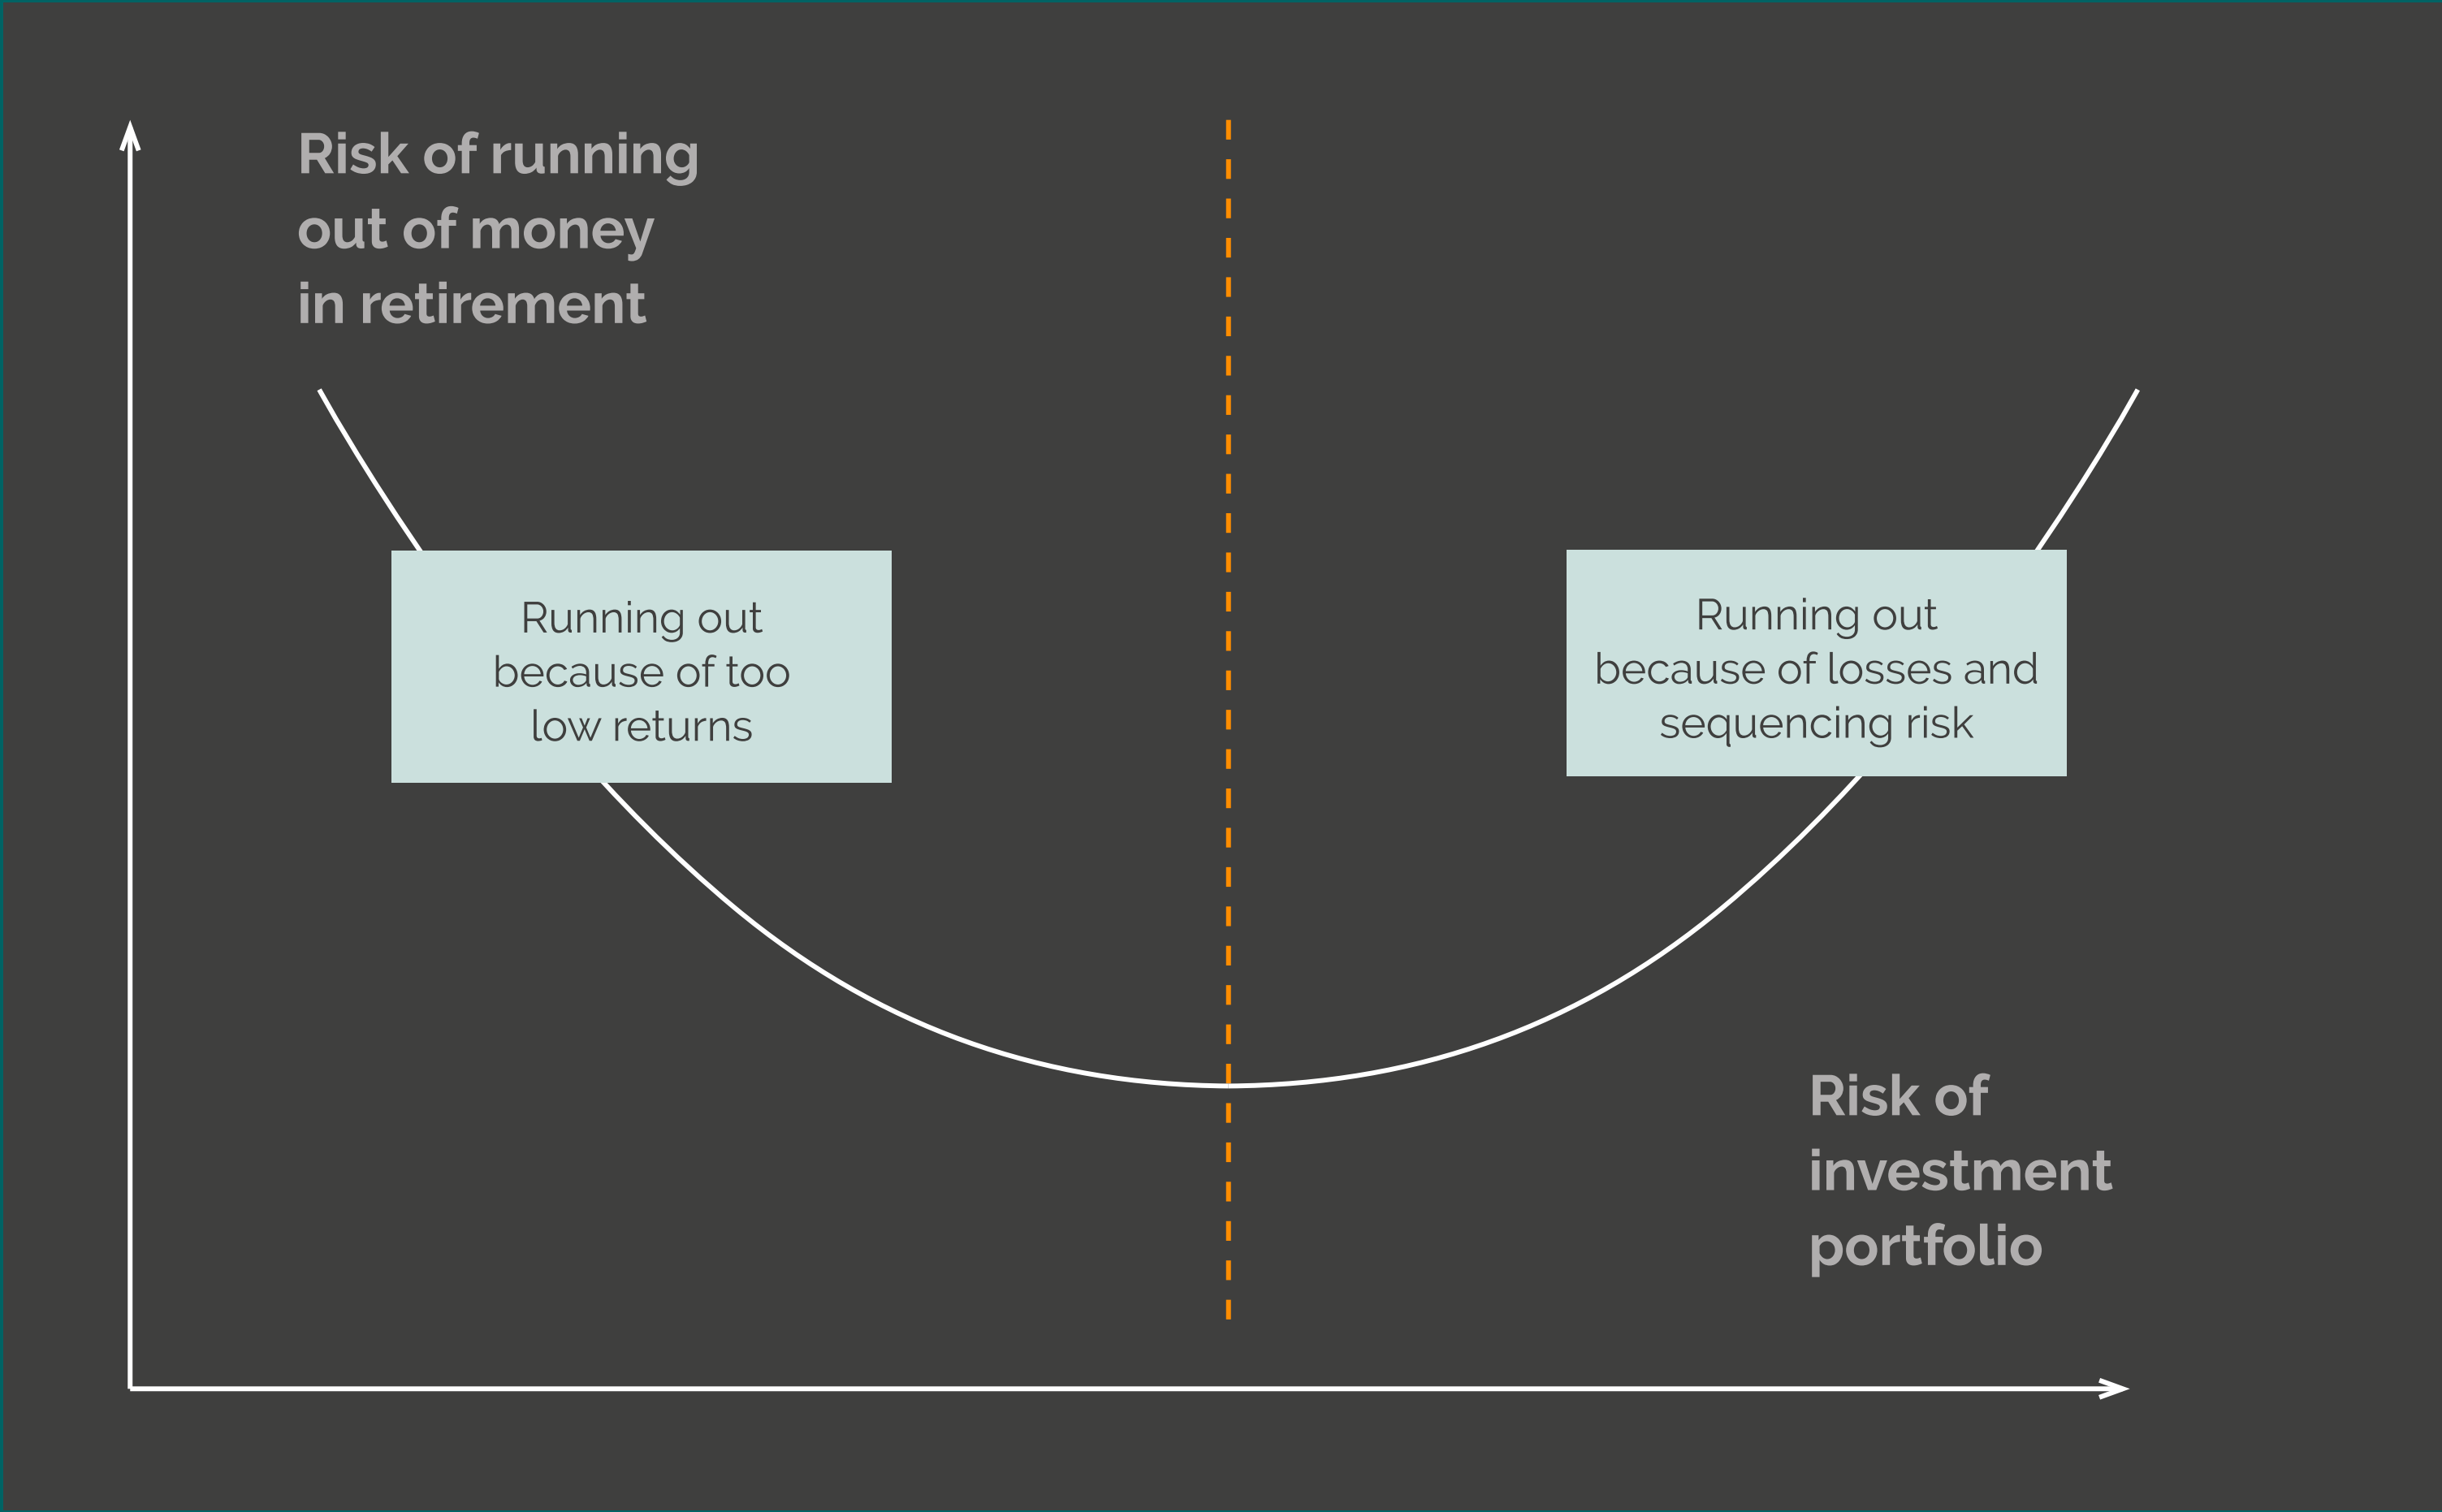 Risk of running
out of money
in retirement
Running out
because of too
low returns
Running out
because of losses and
sequencing risk
Risk of
investment
portfolio